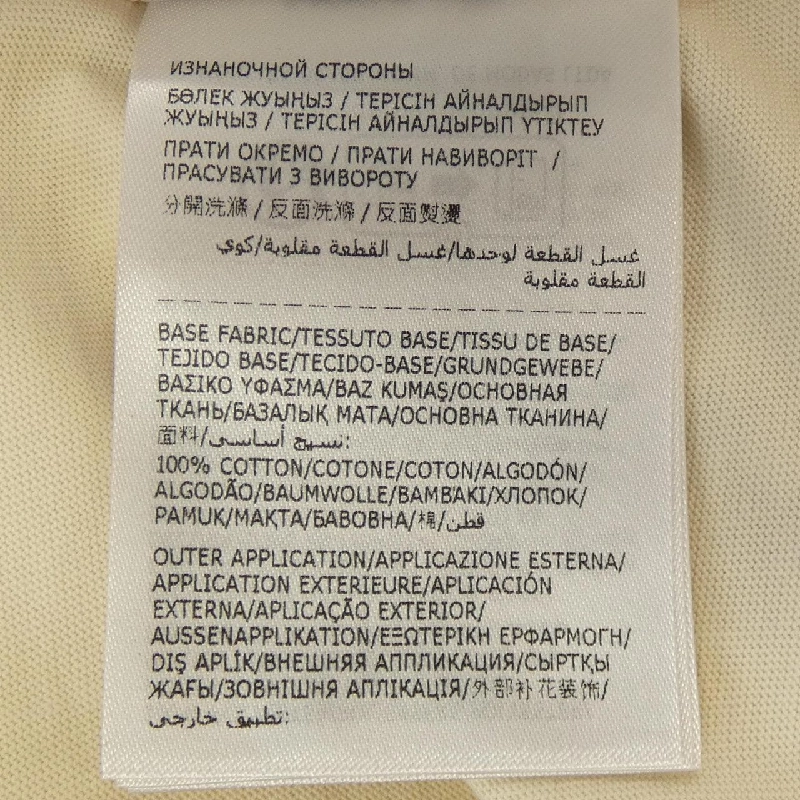 ИЗНАНОЧНОЙ СТОРОНЫ
БӨЛЕК ЖУЫҢЫЗ / ТЕРІСІН АЙНАЛДЫРЫП
ЖУЫҢЫЗ / ТЕРІСІН АЙНАЛДЫРЫП ҮТІКТЕУ
ПРАТИ ОКРЕМО / ПРАТИ НАВИВОРІТ /
ПРАСУВАТИ З ВИВОРОТУ
分開洗滌 / 反面洗滌 / 反面熨燙
غسل القطعة لوحدها/غسل القطعة مقلوبة/كوي
القطعة مقلوبة
BASE FABRIC/TESSUTO BASE/TISSU DE BASE/
TEJIDO BASE/TECIDO-BASE/GRUNDGEWEBE/
ΒΑΣΙΚΟ ΥΦΑΣΜΑ/BAZ KUMAŞ/ОСНОВНАЯ
ТКАНЬ/БАЗАЛЫҚ МАТА/ОСНОВНА ТКАНИНА/
面料/نسيج أساسي:
100% COTTON/COTONE/COTON/ALGODÓN/
ALGODÃO/BAUMWOLLE/ΒΑΜΒΑΚΙ/ХЛОПОК/
PAMUK/МАҚТА/БАВОВНА/棉/قطن
OUTER APPLICATION/APPLICAZIONE ESTERNA/
APPLICATION EXTERIEURE/APLICACIÓN
EXTERNA/APLICAÇÃO EXTERIOR/
AUSSENAPPLIKATION/ΕΞΩΤΕΡΙΚΗ ΕΡΦΑΡΜΟΓΗ/
DIŞ APLİK/ВНЕШНЯЯ АППЛИКАЦИЯ/СЫРТҚЫ
ЖАҒЫ/ЗОВНІШНЯ АПЛІКАЦІЯ/外部补花装饰/
تطبيق خارجي: